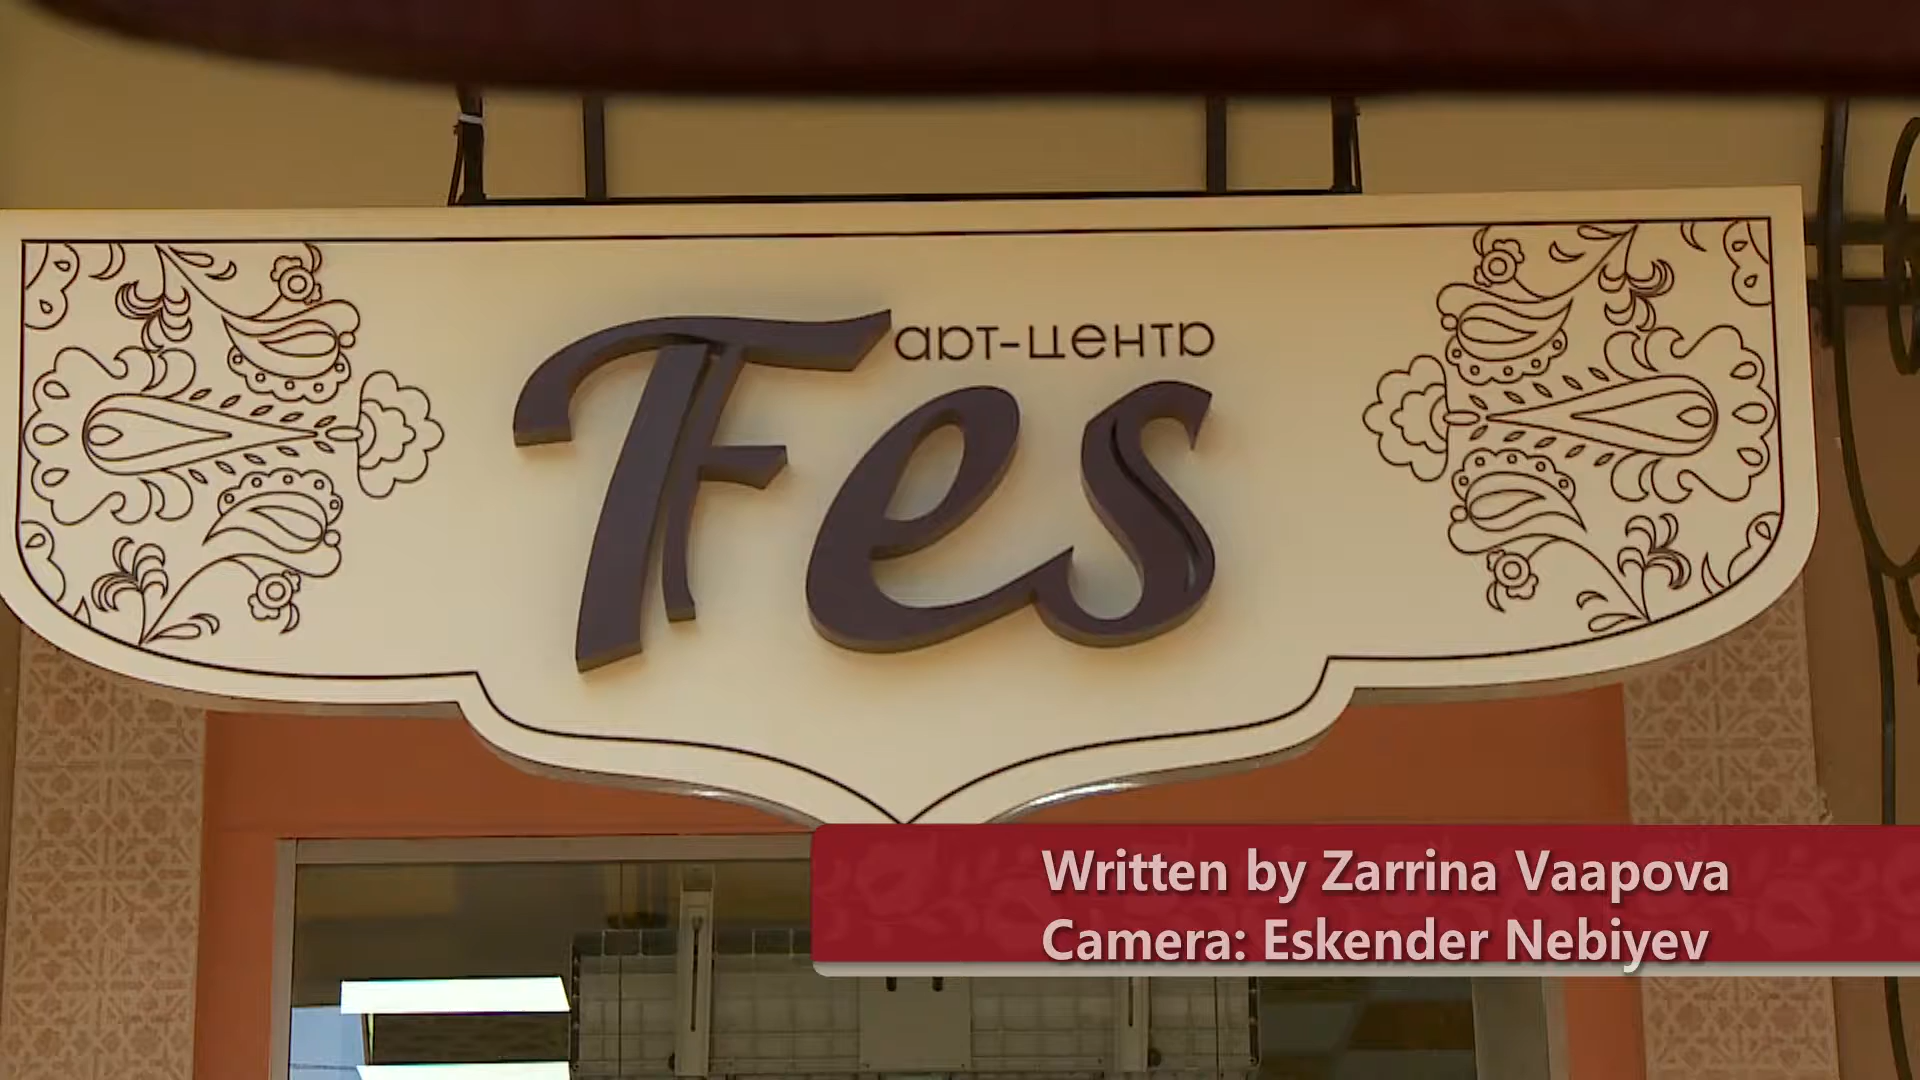 арт-центр
Fes
Written by Zarrina Vaapova
Camera: Eskender Nebiyev